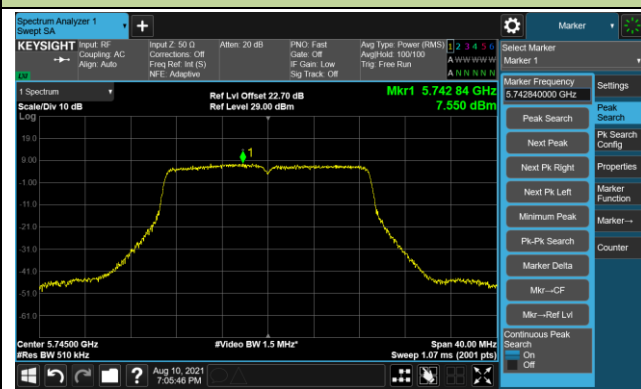 Spectrum Analyzer 1
Swept SA
Marker
KEYSIGHT
Input: RF
Coupling: AC
Align: Auto
Input Z: 50 Ω
Corrections: Off
Freq Ref: Int (S)
NFE: Adaptive
Atten: 20 dB
PNO: Fast
Gate: Off
IF Gain: Low
Sig Track: Off
Avg Type: Power (RMS)
Avg|Hold: 100/100
Trig: Free Run
1 2 3 4 5 6
A W W W W W
A N N N N N
LVI
Select Marker
Marker 1
Marker Frequency
5.742840000 GHz
Peak Search
Next Peak
Next Pk Right
Next Pk Left
Minimum Peak
Pk-Pk Search
Marker Delta
Mkr→CF
Mkr→Ref Lvl
Continuous Peak
Search
On
Off
Settings
Peak
Search
Pk Search
Config
Properties
Marker
Function
Marker→
Counter
1 Spectrum
Scale/Div 10 dB
Log
Ref Lvl Offset 22.70 dB
Ref Level 29.00 dBm
Mkr1 5.742 84 GHz
7.550 dBm
19.0
9.00
-1.00
-11.0
-21.0
-31.0
-41.0
-51.0
-61.0
1
Center 5.74500 GHz
#Res BW 510 kHz
#Video BW 1.5 MHz*
Span 40.00 MHz
Sweep 1.07 ms (2001 pts)
Aug 10, 2021
7:05:46 PM